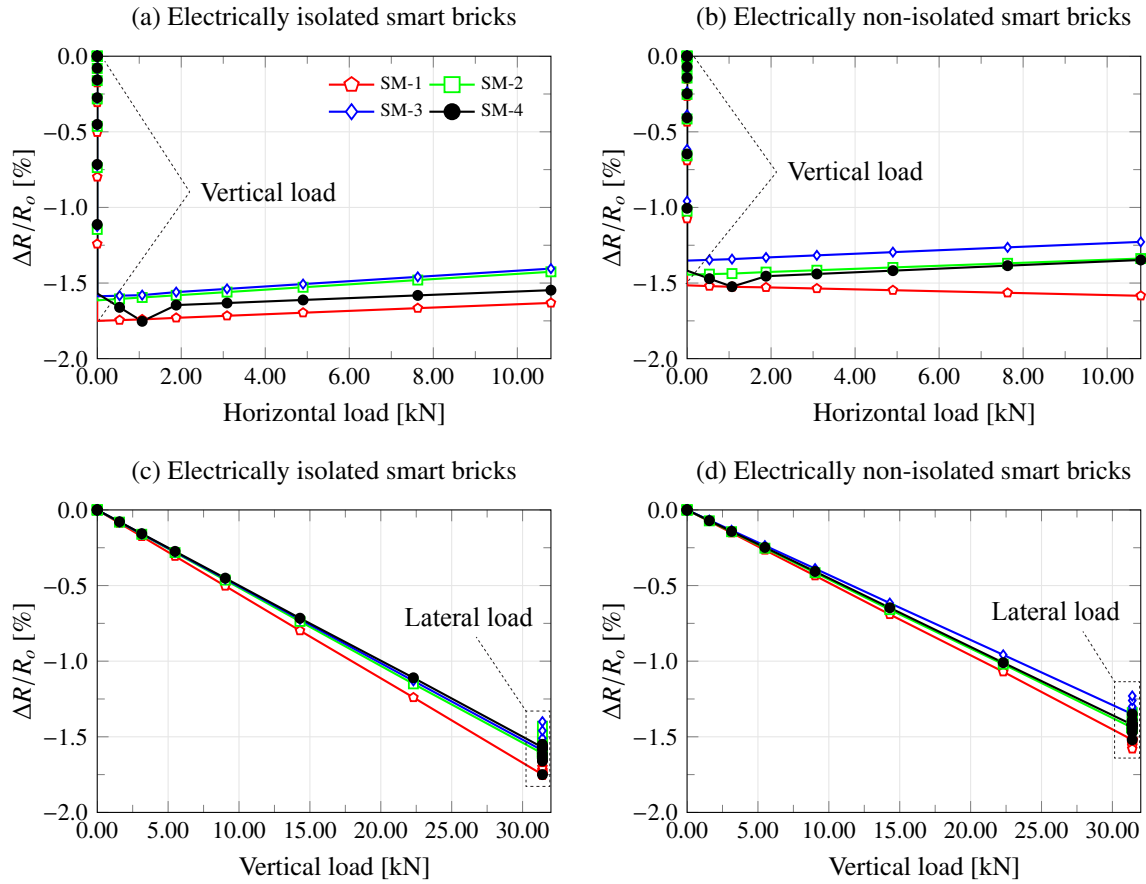 (a) Electrically isolated smart bricks
0.0
−0.5
−1.0
−1.5
−2.0
ΔR/Rₒ [%]
SM-1 SM-2
SM-3 SM-4
Vertical load
0.00 2.00 4.00 6.00 8.00 10.00
Horizontal load [kN]
(b) Electrically non-isolated smart bricks
0.0
−0.5
−1.0
−1.5
−2.0
ΔR/Rₒ [%]
Vertical load
0.00 2.00 4.00 6.00 8.00 10.00
Horizontal load [kN]
(c) Electrically isolated smart bricks
0.0
−0.5
−1.0
−1.5
−2.0
ΔR/Rₒ [%]
Lateral load
0.00 5.00 10.00 15.00 20.00 25.00 30.00
Vertical load [kN]
(d) Electrically non-isolated smart bricks
0.0
−0.5
−1.0
−1.5
−2.0
ΔR/Rₒ [%]
Lateral load
0.00 5.00 10.00 15.00 20.00 25.00 30.00
Vertical load [kN]